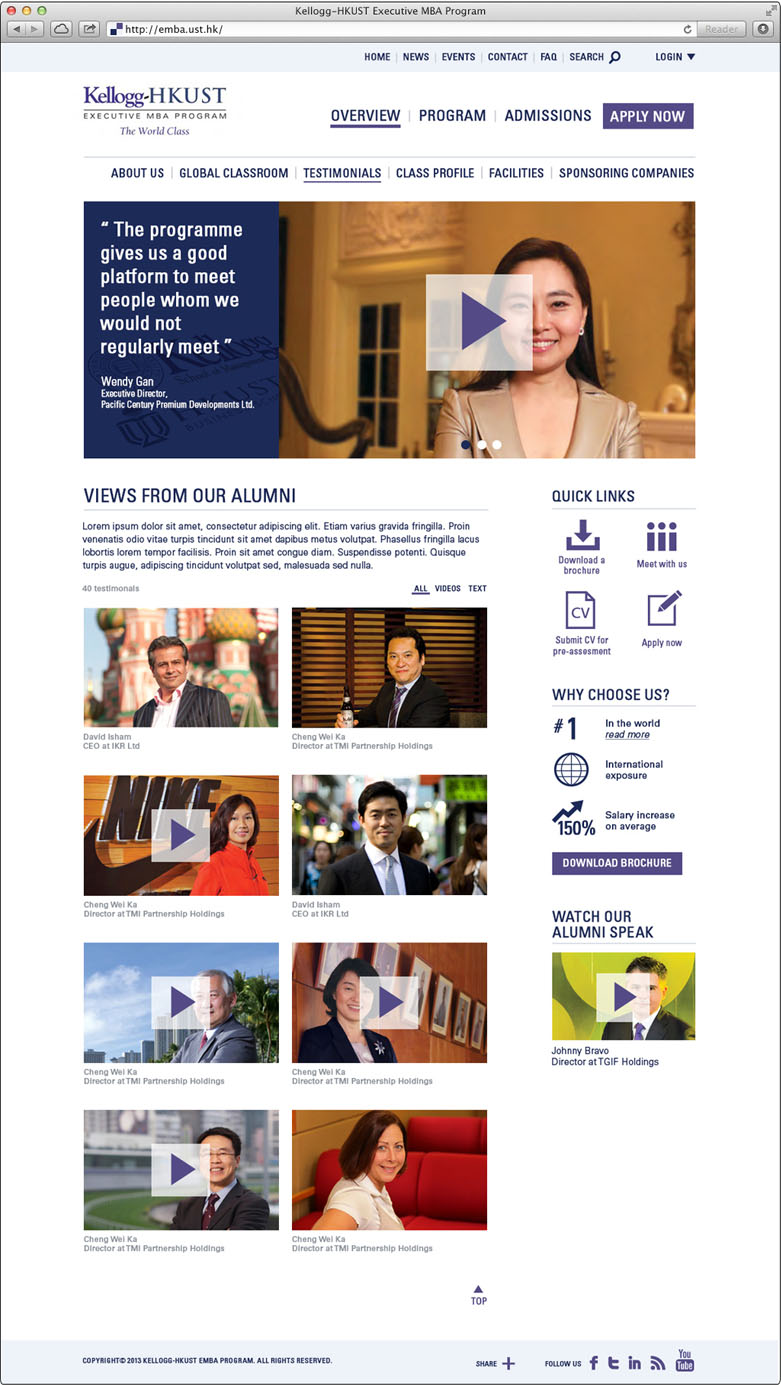 Kellogg-HKUST Executive MBA Program
http://emba.ust.hk/
Reader
HOME | NEWS | EVENTS | CONTACT | FAQ | SEARCH
LOGIN
Kellogg-HKUST
EXECUTIVE MBA PROGRAM
The World Class
OVERVIEW | PROGRAM | ADMISSIONS
APPLY NOW
ABOUT US | GLOBAL CLASSROOM | TESTIMONIALS | CLASS PROFILE | FACILITIES | SPONSORING COMPANIES
“ The programme
gives us a good
platform to meet
people whom we
would not
regularly meet ”
Wendy Gan
Executive Director,
Pacific Century Premium Developments Ltd.
Kellogg
School of Management
HKUST
VIEWS FROM OUR ALUMNI
Lorem ipsum dolor sit amet, consectetur adipiscing elit. Etiam varius gravida fringilla. Proin
venenatis odio vitae turpis tincidunt sit amet dapibus metus volutpat. Phasellus fringilla lacus
lobortis lorem tempor facilisis. Proin sit amet congue diam. Suspendisse potenti. Quisque
turpis augue, adipiscing tincidunt volutpat sed, malesuada sed nulla.
40 testimonals
ALL VIDEOS TEXT
David Isham
CEO at IKR Ltd
Cheng Wei Ka
Director at TMI Partnership Holdings
NIKE
Cheng Wei Ka
Director at TMI Partnership Holdings
David Isham
CEO at IKR Ltd
Cheng Wei Ka
Director at TMI Partnership Holdings
Cheng Wei Ka
Director at TMI Partnership Holdings
Cheng Wei Ka
Director at TMI Partnership Holdings
Cheng Wei Ka
Director at TMI Partnership Holdings
TOP
QUICK LINKS
Download a
brochure
Meet with us
CV
Submit CV for
pre-assesment
Apply now
WHY CHOOSE US?
#1
In the world
read more
International
exposure
150%
Salary increase
on average
DOWNLOAD BROCHURE
WATCH OUR
ALUMNI SPEAK
Johnny Bravo
Director at TGIF Holdings
COPYRIGHT© 2013 KELLOGG-HKUST EMBA PROGRAM. ALL RIGHTS RESERVED.
SHARE
FOLLOW US
You
Tube